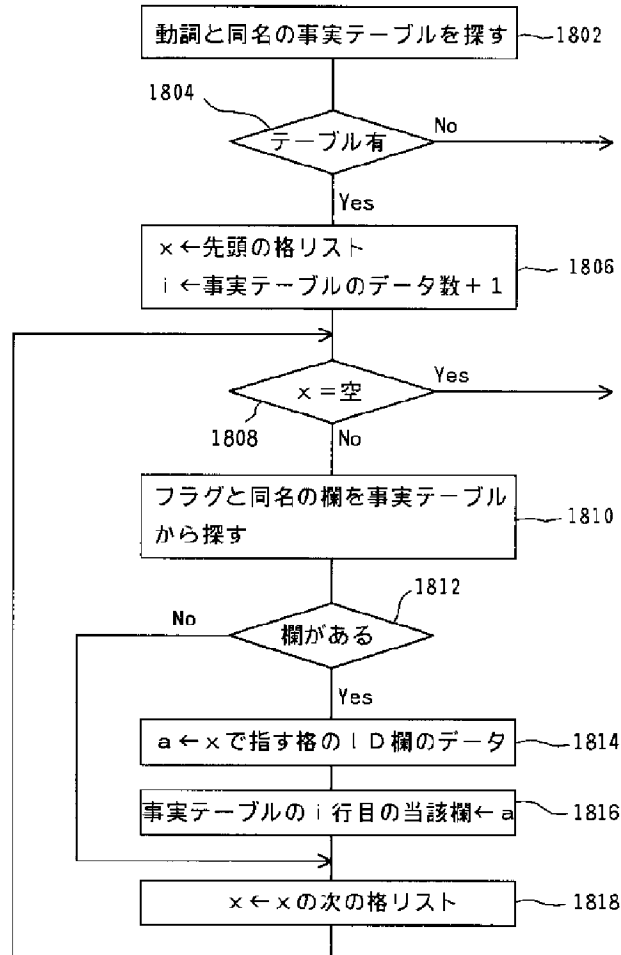 動詞と同名の事実テーブルを探す
1802
1804
テーブル有
No
Yes
x←先頭の格リスト
i←事実テーブルのデータ数+1
1806
x=空
Yes
1808
No
フラグと同名の欄を事実テーブル
から探す
1810
1812
No
欄がある
Yes
a←xで指す格のID欄のデータ
1814
事実テーブルのi行目の当該欄←a
1816
x←xの次の格リスト
1818